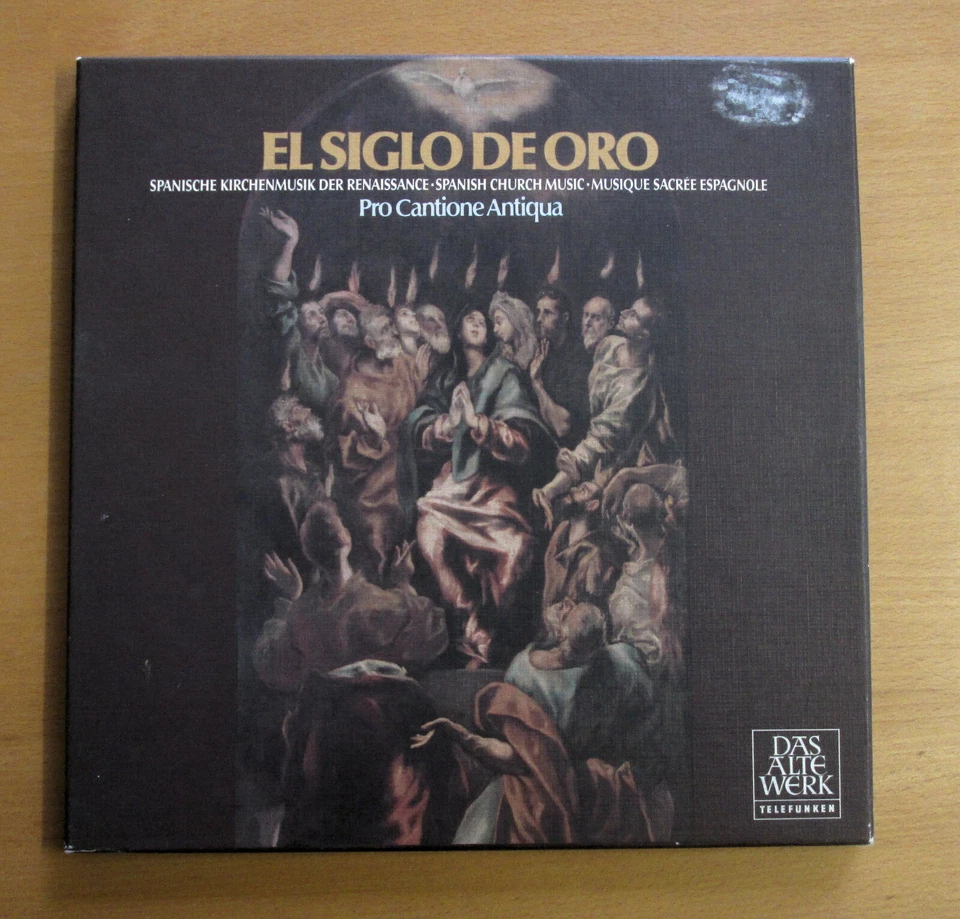 EL SIGLO DE ORO
SPANISCHE KIRCHENMUSIK DER RENAISSANCE · SPANISH CHURCH MUSIC · MUSIQUE SACRÉE ESPAGNOLE
Pro Cantione Antiqua
DAS
ALTE
WERK
TELEFUNKEN